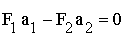 F₁ a₁ − F₂ a₂ = 0